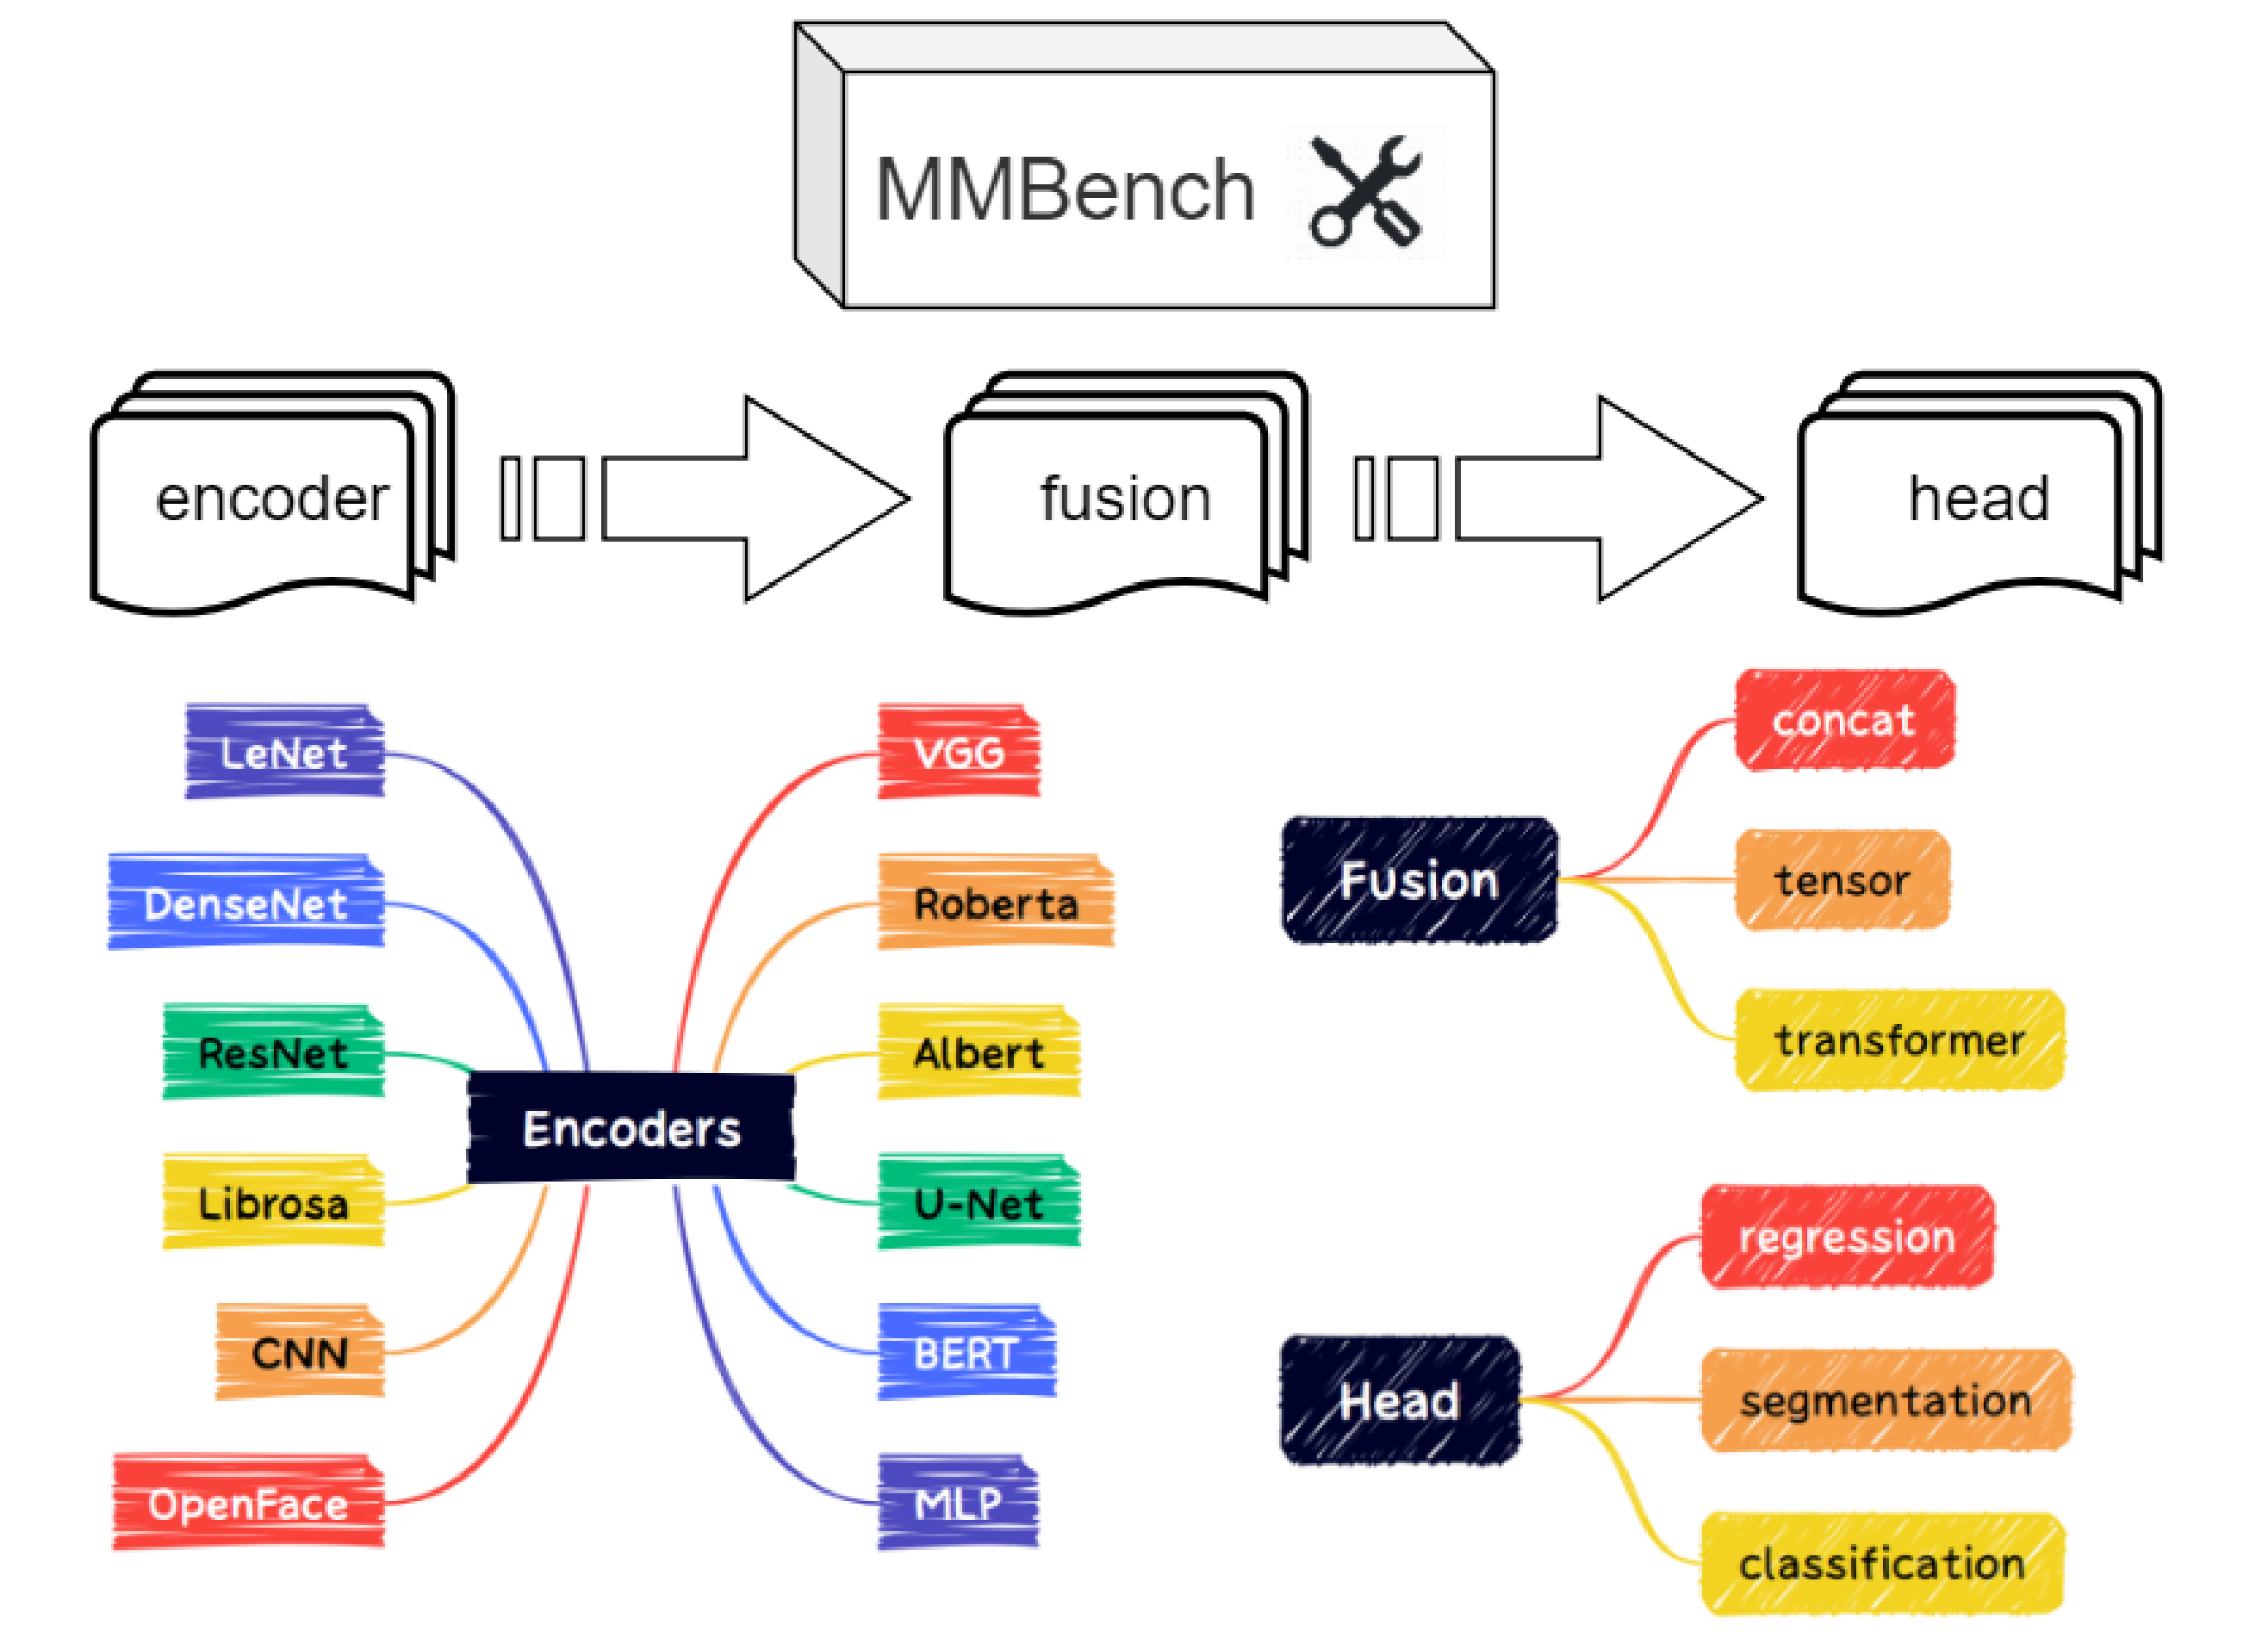 MMBench
encoder
fusion
head
LeNet
DenseNet
ResNet
Librosa
CNN
OpenFace
Encoders
VGG
Roberta
Albert
U-Net
BERT
MLP
Fusion
concat
tensor
transformer
Head
regression
segmentation
classification